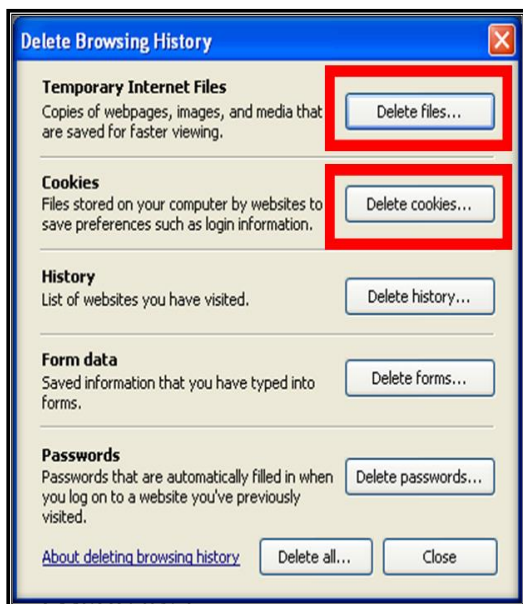 Delete Browsing History
Temporary Internet Files
Copies of webpages, images, and media that
are saved for faster viewing.
Delete files...
Cookies
Files stored on your computer by websites to
save preferences such as login information.
Delete cookies...
History
List of websites you have visited.
Delete history...
Form data
Saved information that you have typed into
forms.
Delete forms...
Passwords
Passwords that are automatically filled in when
you log on to a website you've previously
visited.
Delete passwords...
About deleting browsing history
Delete all...
Close